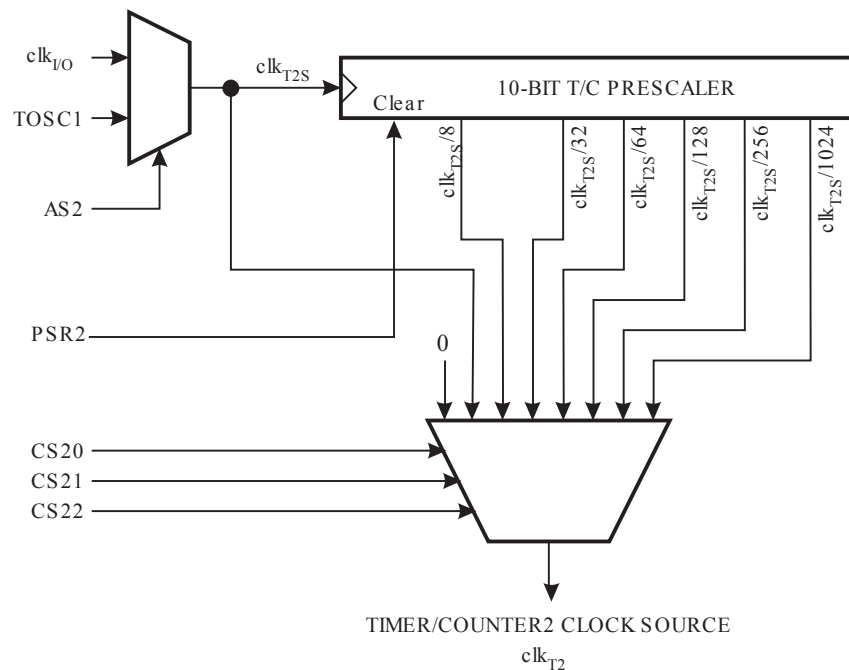 clkI/O
clkT2S
10-BIT T/C PRESCALER
TOSC1
Clear
clkT2S/8
clkT2S/32
clkT2S/64
clkT2S/128
clkT2S/256
clkT2S/1024
AS2
PSR2
0
CS20
CS21
CS22
TIMER/COUNTER2 CLOCK SOURCE
clkT2